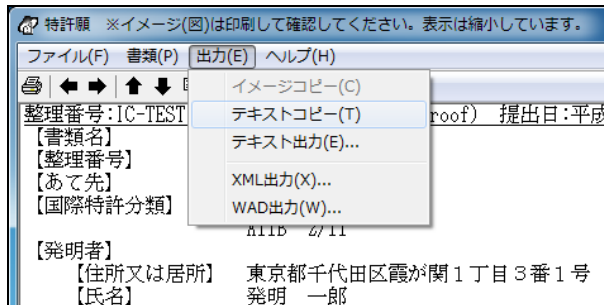 特許願 ※イメージ(図)は印刷して確認してください。表示は縮小しています。
ファイル(F) 書類(P) 出力(E) ヘルプ(H)
イメージコピー(C)
テキストコピー(T)
テキスト出力(E)...
XML出力(X)...
WAD出力(W)...
整理番号:IC-TEST roof) 提出日:平成
【書類名】
【整理番号】
【あて先】
【国際特許分類】
A11B 2/11
【発明者】
【住所又は居所】 東京都千代田区霞が関1丁目3番1号
【氏名】 発明 一郎